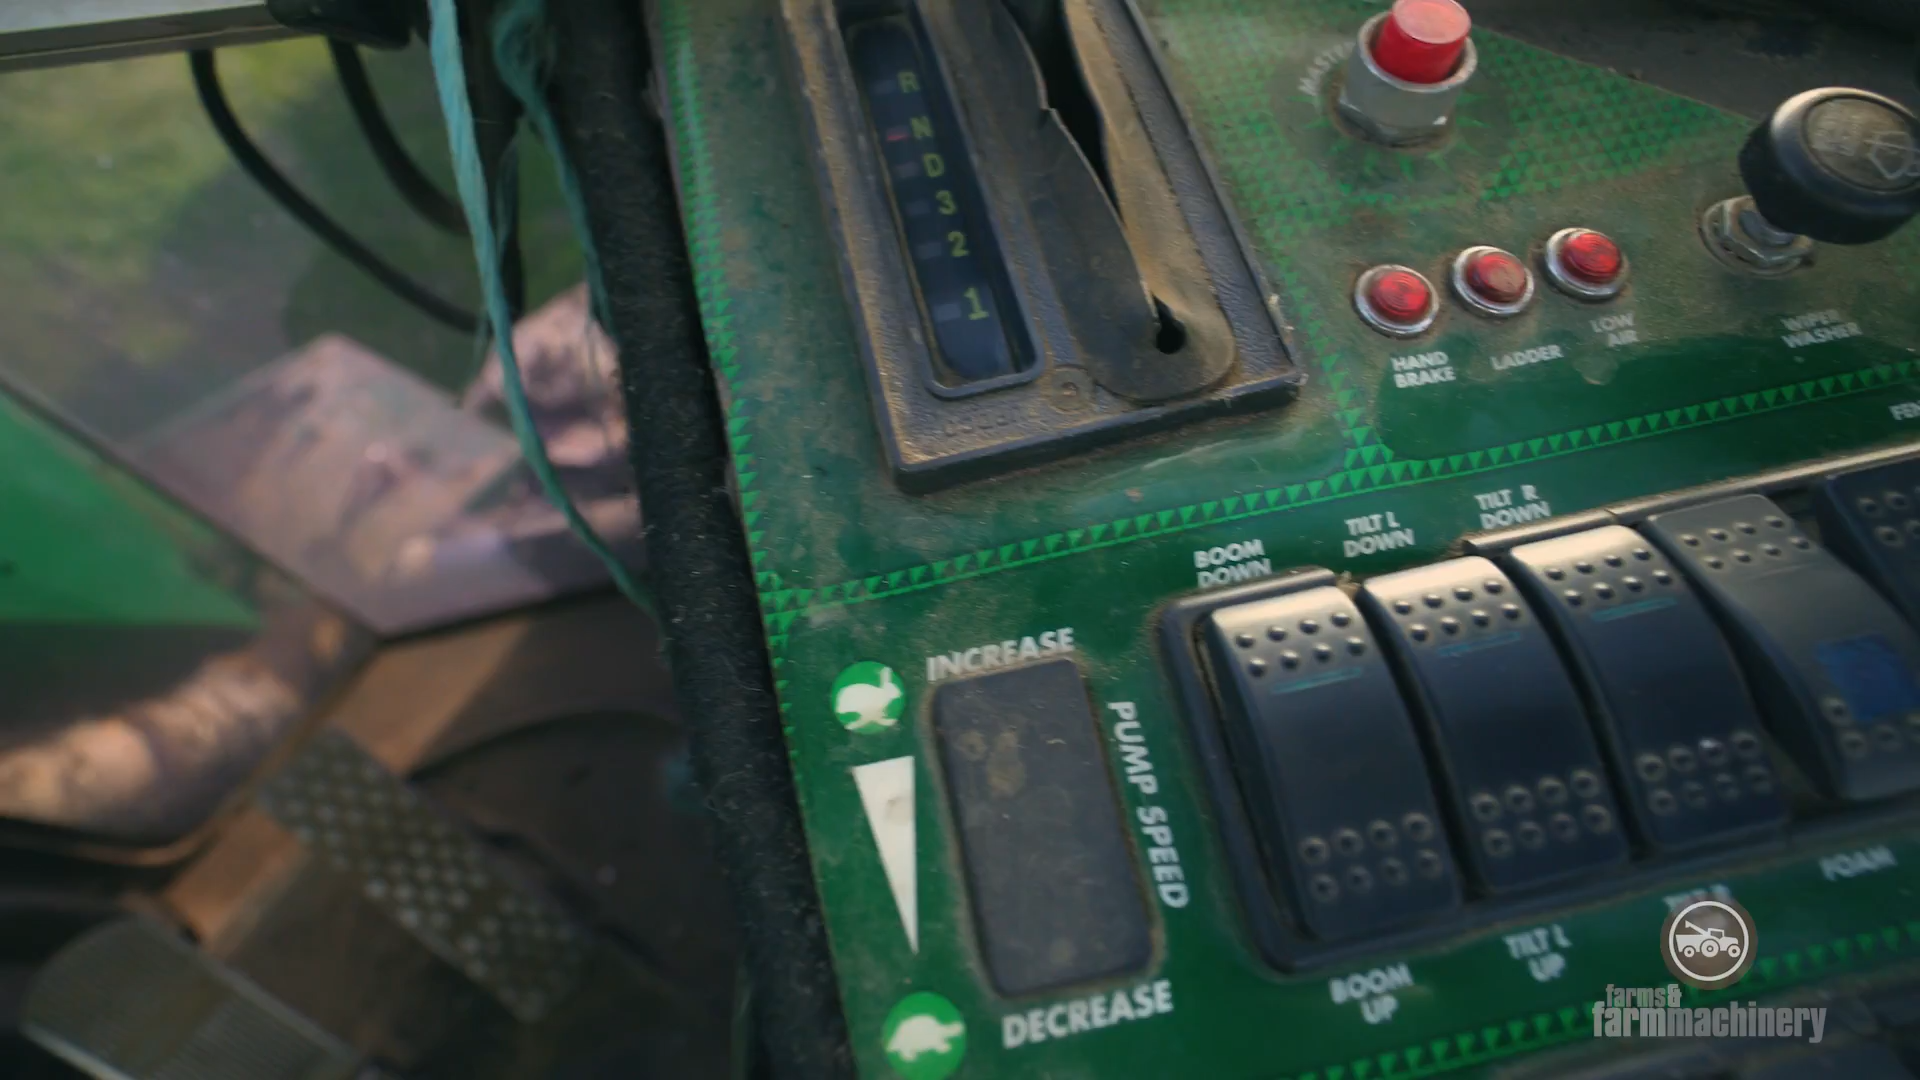 R
N
D
3
2
1
MASTER
HAND
BRAKE
LADDER
LOW
AIR
WIPER
WASHER
BOOM
DOWN
TILT L
DOWN
TILT R
DOWN
INCREASE
PUMP SPEED
DECREASE
BOOM
UP
TILT L
UP
FOAM
farms&
farmmachinery